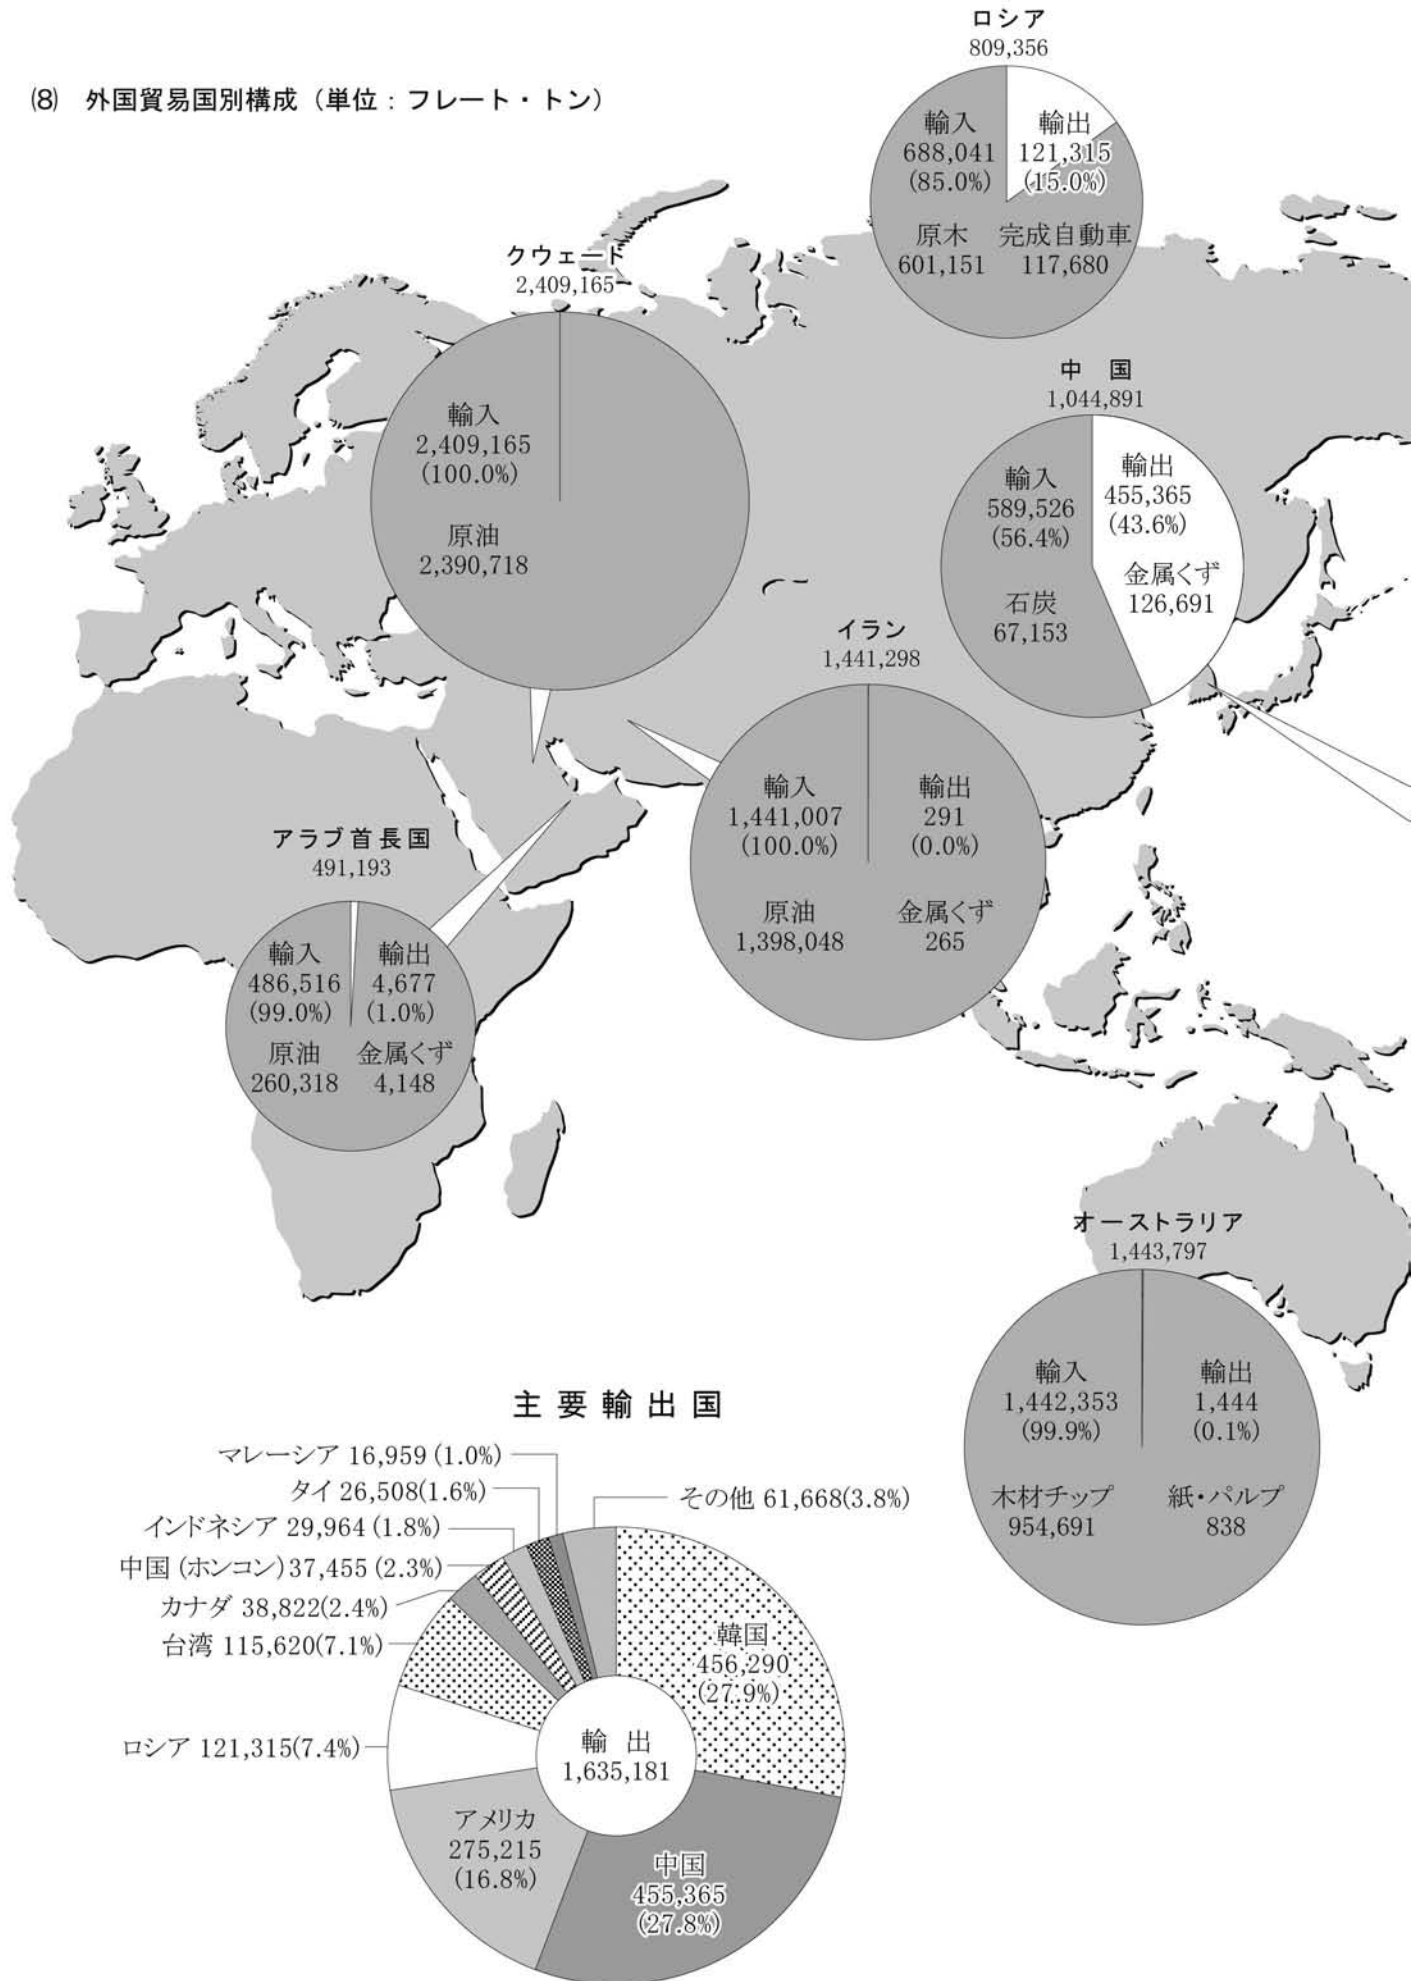 (8) 外国貿易国別構成（単位：フレート・トン）
ロシア
809,356
輸入
688,041
(85.0%)
輸出
121,315
(15.0%)
原木
601,151
完成自動車
117,680
クウェート
2,409,165
輸入
2,409,165
(100.0%)
原油
2,390,718
中国
1,044,891
輸入
589,526
(56.4%)
輸出
455,365
(43.6%)
石炭
67,153
金属くず
126,691
イラン
1,441,298
輸入
1,441,007
(100.0%)
輸出
291
(0.0%)
原油
1,398,048
金属くず
265
アラブ首長国
491,193
輸入
486,516
(99.0%)
輸出
4,677
(1.0%)
原油
260,318
金属くず
4,148
オーストラリア
1,443,797
輸入
1,442,353
(99.9%)
輸出
1,444
(0.1%)
木材チップ
954,691
紙・パルプ
838
主要輸出国
マレーシア 16,959 (1.0%)
タイ 26,508(1.6%)
インドネシア 29,964 (1.8%)
中国 (ホンコン) 37,455 (2.3%)
カナダ 38,822(2.4%)
台湾 115,620(7.1%)
ロシア 121,315(7.4%)
その他 61,668(3.8%)
韓国
456,290
(27.9%)
輸出
1,635,181
アメリカ
275,215
(16.8%)
中国
455,365
(27.8%)